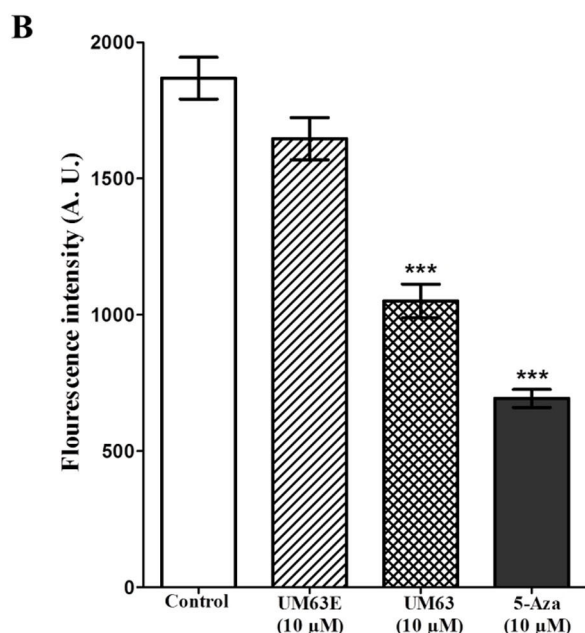 B
Flourescence intensity (A. U.)
2000
1500
1000
500
0
***
***
Control
UM63E
(10 µM)
UM63
(10 µM)
5-Aza
(10 µM)